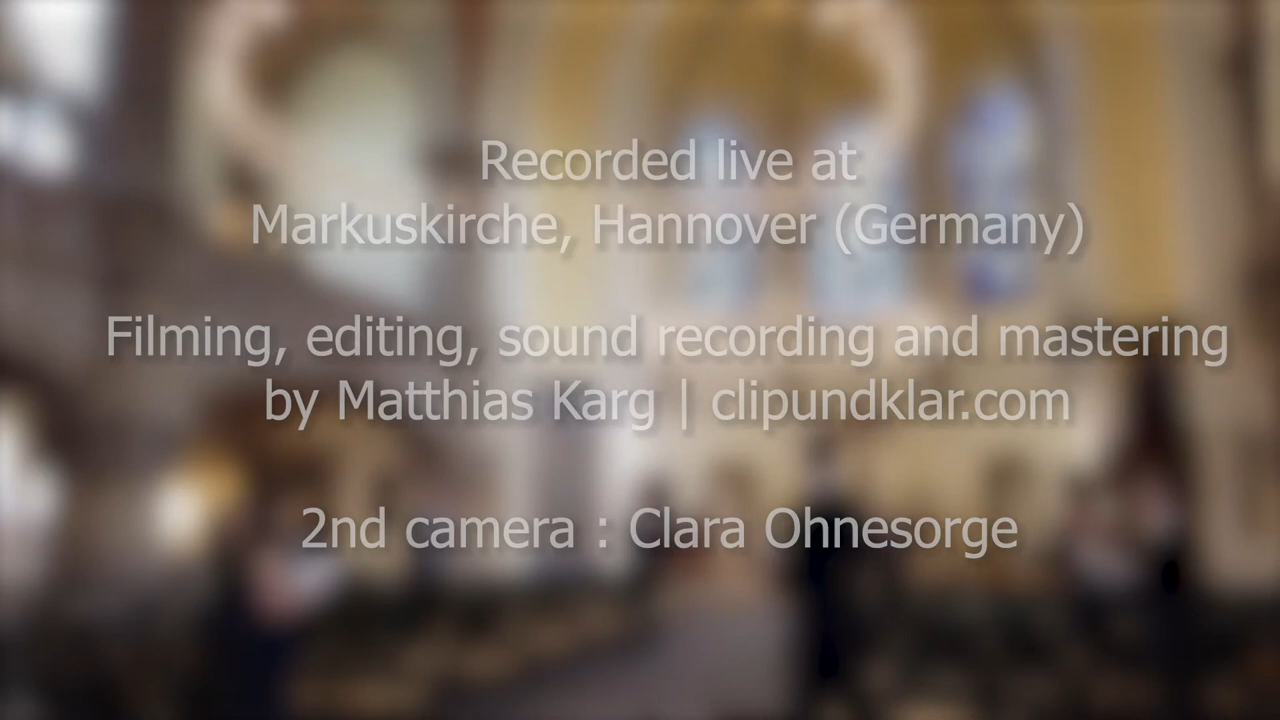 Recorded live at
Markuskirche, Hannover (Germany)
Filming, editing, sound recording and mastering
by Matthias Karg | clipundklar.com
2nd camera : Clara Ohnesorge